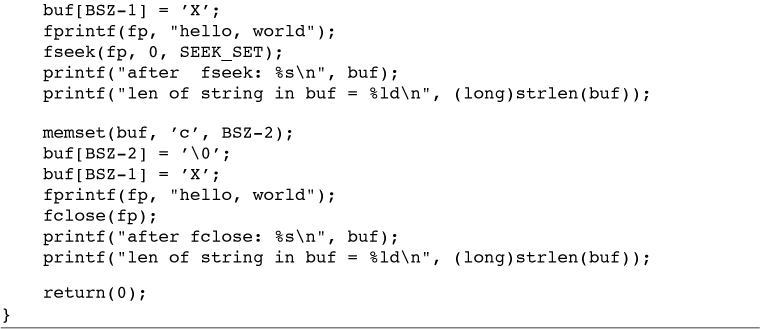 buf[BSZ-1] = 'X';
fprintf(fp, "hello, world");
fseek(fp, 0, SEEK_SET);
printf("after  fseek: %s\n", buf);
printf("len of string in buf = %ld\n", (long)strlen(buf));
memset(buf, 'c', BSZ-2);
buf[BSZ-2] = '\0';
buf[BSZ-1] = 'X';
fprintf(fp, "hello, world");
fclose(fp);
printf("after fclose: %s\n", buf);
printf("len of string in buf = %ld\n", (long)strlen(buf));
return(0);
}